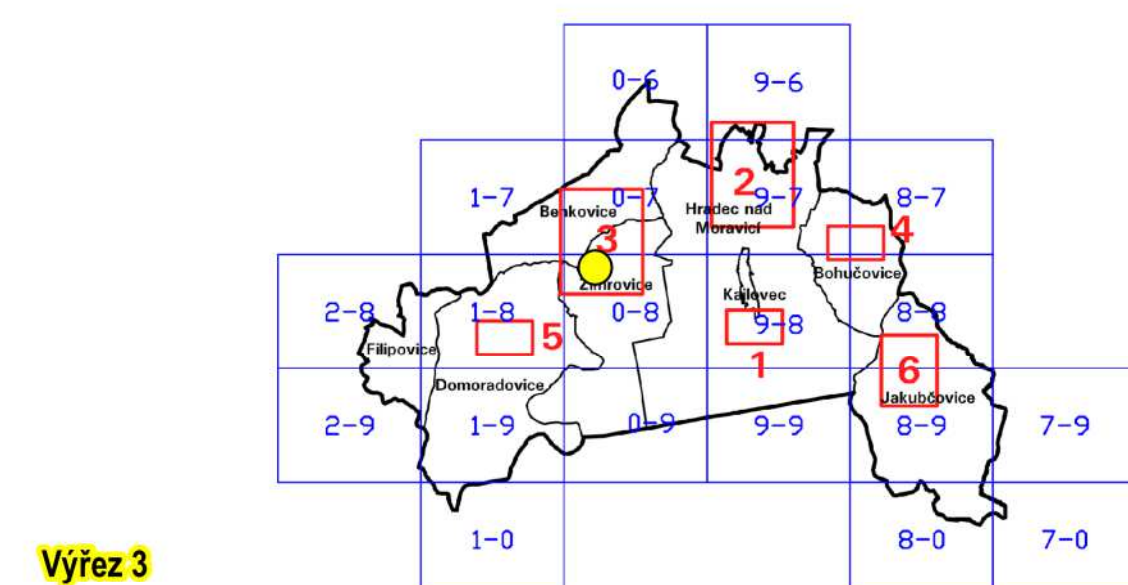 0-6 9-6
1-7 0-7 9-7 8-7
2
Benkovice
Hradec nad
Moravicí
3 4
Bohučovice
Žimrovice
Kajlovec
2-8 1-8 0-8 9-8 8-8
5
Filipovice
1
6
Domoradovice
Jakubčovice
2-9 1-9 0-9 9-9 8-9 7-9
1-0 8-0 7-0
Výřez 3